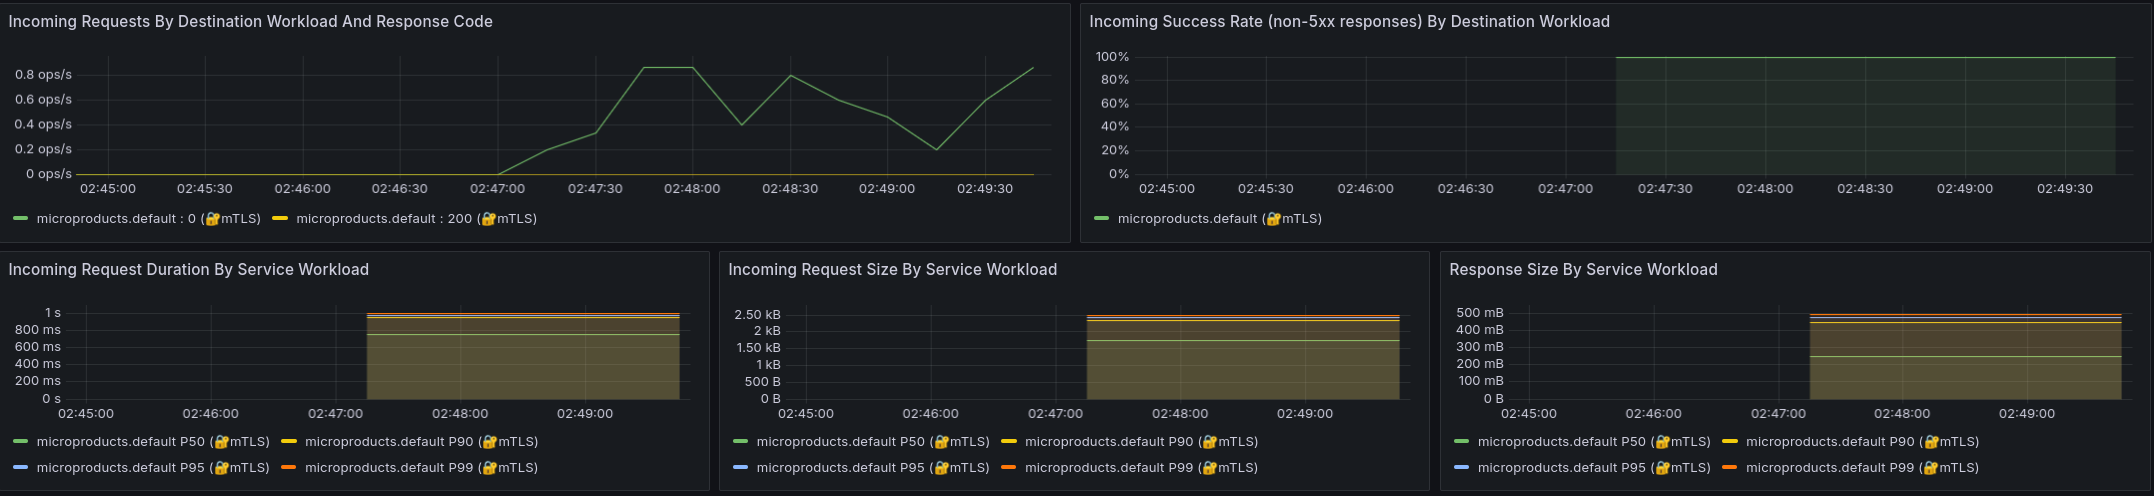 Incoming Requests By Destination Workload And Response Code
0.8 ops/s
0.6 ops/s
0.4 ops/s
0.2 ops/s
0 ops/s
02:45:00 02:45:30 02:46:00 02:46:30 02:47:00 02:47:30 02:48:00 02:48:30 02:49:00 02:49:30
microproducts.default : 0 (🔐mTLS) microproducts.default : 200 (🔐mTLS)
Incoming Success Rate (non-5xx responses) By Destination Workload
100%
80%
60%
40%
20%
0%
02:45:00 02:45:30 02:46:00 02:46:30 02:47:00 02:47:30 02:48:00 02:48:30 02:49:00 02:49:30
microproducts.default (🔐mTLS)
Incoming Request Duration By Service Workload
1 s
800 ms
600 ms
400 ms
200 ms
0 s
02:45:00 02:46:00 02:47:00 02:48:00 02:49:00
microproducts.default P50 (🔐mTLS) microproducts.default P90 (🔐mTLS)
microproducts.default P95 (🔐mTLS) microproducts.default P99 (🔐mTLS)
Incoming Request Size By Service Workload
2.50 kB
2 kB
1.50 kB
1 kB
500 B
0 B
02:45:00 02:46:00 02:47:00 02:48:00 02:49:00
microproducts.default P50 (🔐mTLS) microproducts.default P90 (🔐mTLS)
microproducts.default P95 (🔐mTLS) microproducts.default P99 (🔐mTLS)
Response Size By Service Workload
500 mB
400 mB
300 mB
200 mB
100 mB
0 B
02:45:00 02:46:00 02:47:00 02:48:00 02:49:00
microproducts.default P50 (🔐mTLS) microproducts.default P90 (🔐mTLS)
microproducts.default P95 (🔐mTLS) microproducts.default P99 (🔐mTLS)